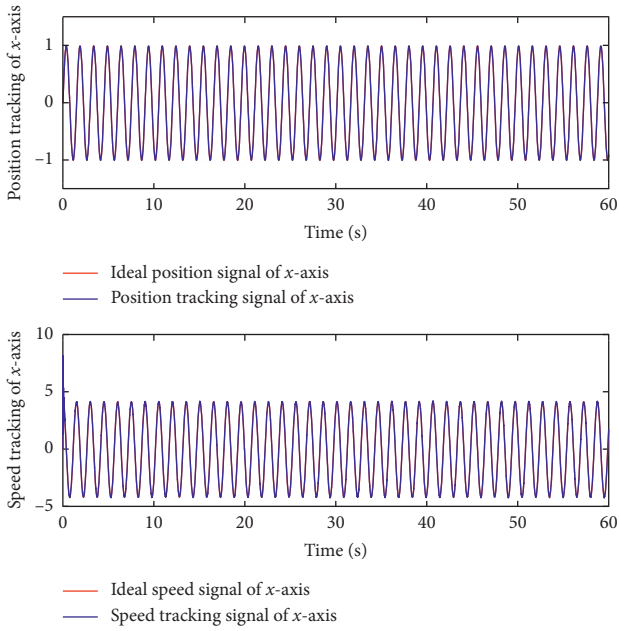 Position tracking of x-axis
1
0
−1
0 10 20 30 40 50 60
Time (s)
Ideal position signal of x-axis
Position tracking signal of x-axis
Speed tracking of x-axis
10
5
0
−5
0 10 20 30 40 50 60
Time (s)
Ideal speed signal of x-axis
Speed tracking signal of x-axis